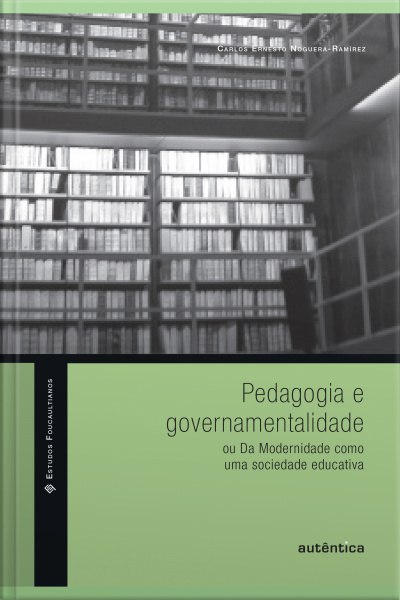 Carlos Ernesto Noguera-Ramírez
Estudos Foucaultianos
Pedagogia e
governamentalidade
ou Da Modernidade como
uma sociedade educativa
autêntica